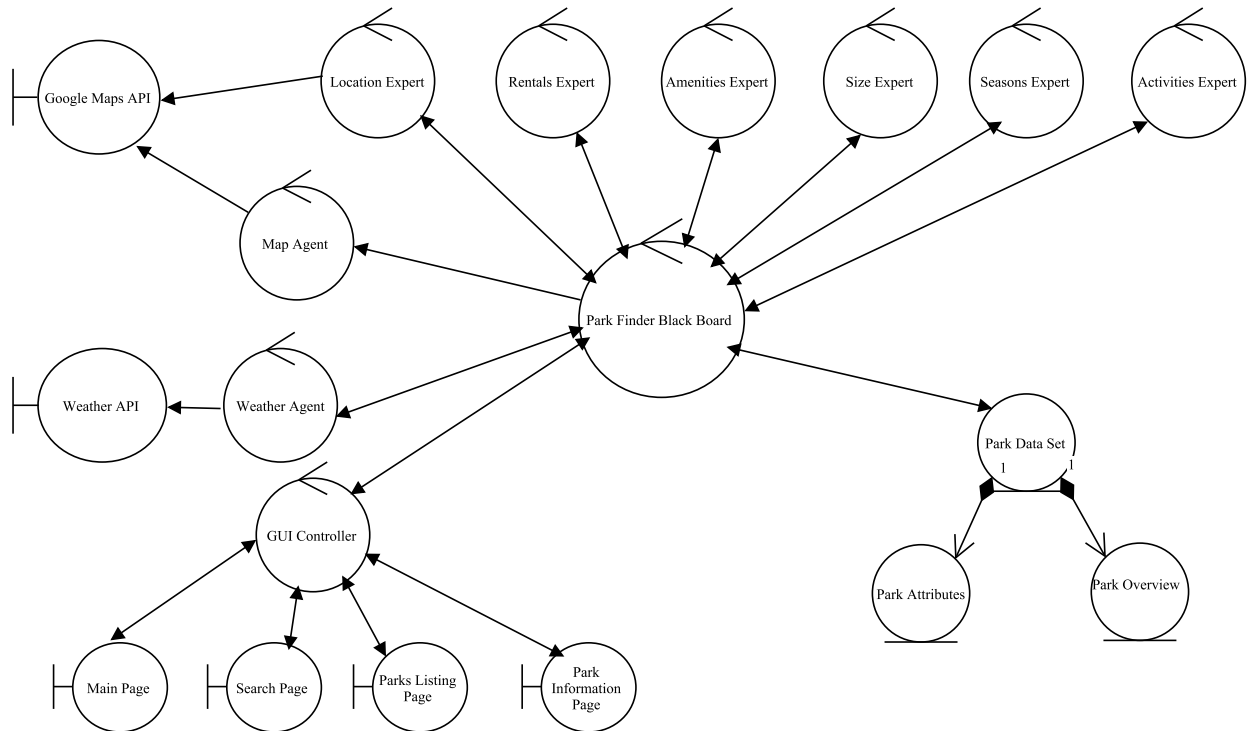 Google Maps API
Location Expert
Rentals Expert
Amenities Expert
Size Expert
Seasons Expert
Activities Expert
Map Agent
Park Finder Black Board
Weather API
Weather Agent
Park Data Set
1
1
GUI Controller
Park Attributes
Park Overview
Main Page
Search Page
Parks Listing
Page
Park
Information
Page